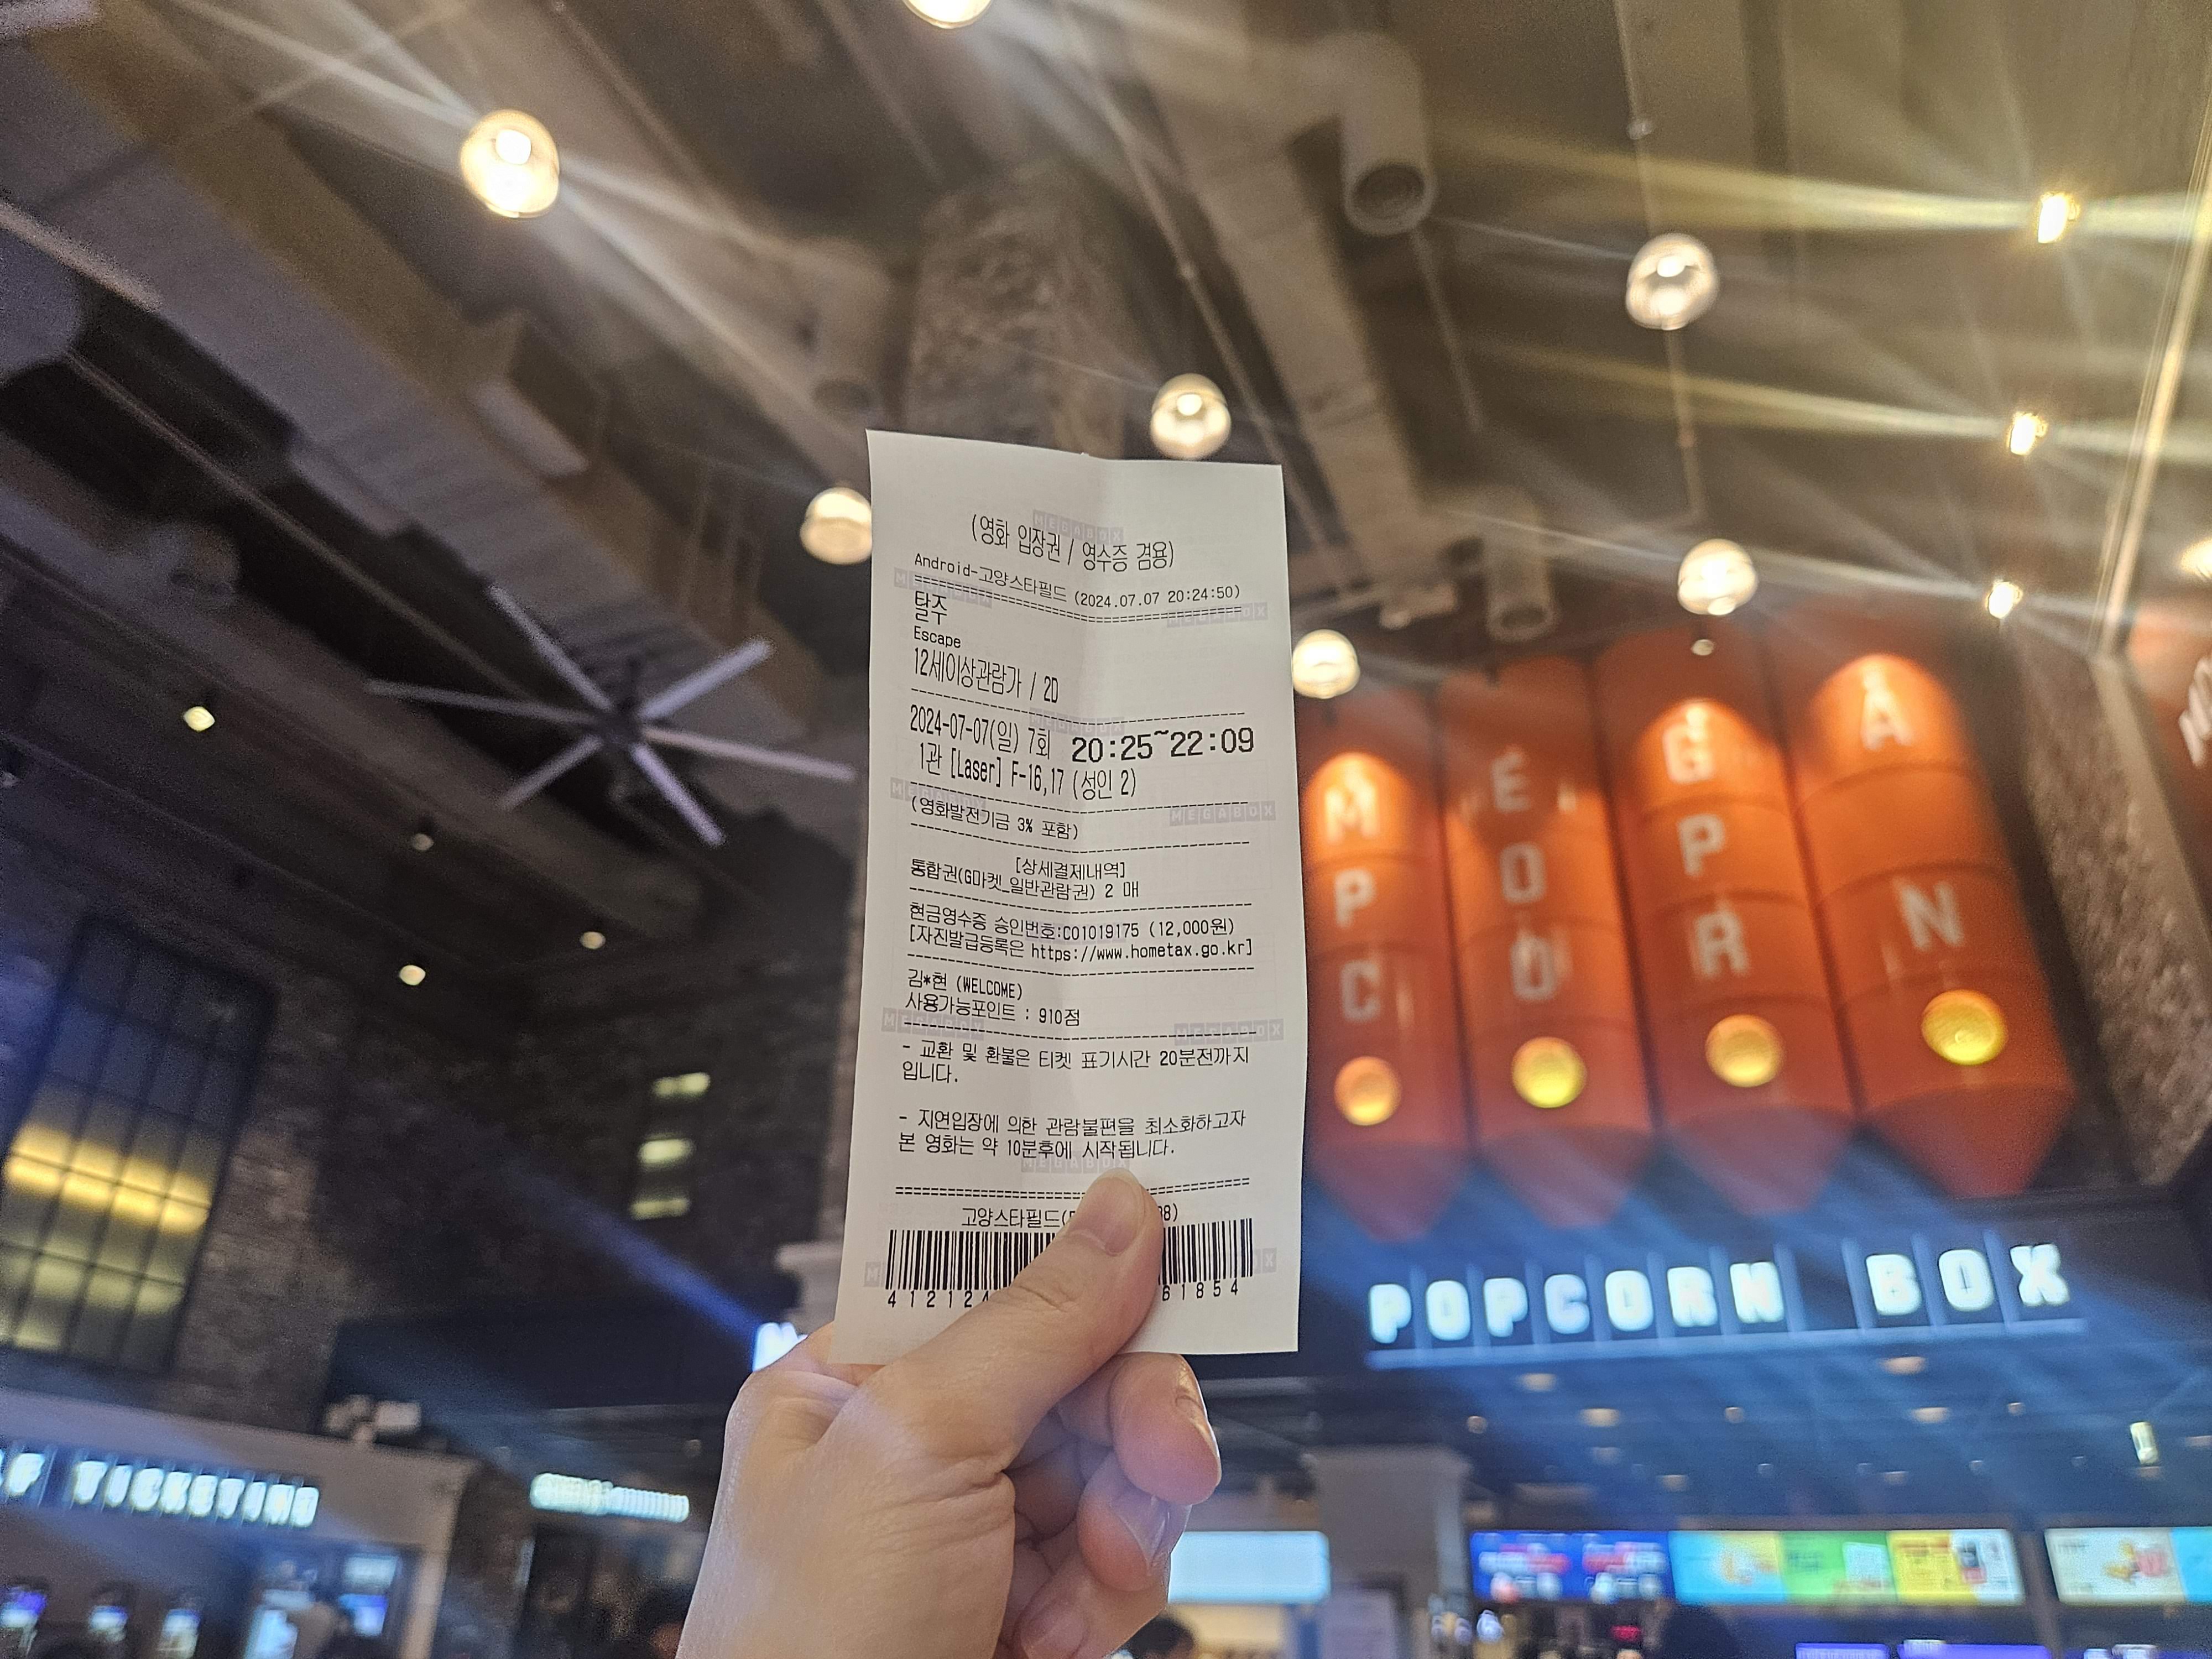 (영화 입장권 / 영수증 겸용)
Android-고양스타필드 (2024.07.07 20:24:50)
탈주
Escape
12세이상관람가 / 2D
2024-07-07(일) 7회 20:25~22:09
1관 [Laser] F-16,17 (성인 2)
(영화발전기금 3% 포함)
[상세결제내역]
통합권(G마켓_일반관람권) 2 매
현금영수증 승인번호:C01019175 (12,000원)
[자진발급등록은 https://www.hometax.go.kr]
김*현 (WELCOME)
사용가능포인트 : 910점
- 교환 및 환불은 티켓 표기시간 20분전까지
입니다.
- 지연입장에 의한 관람불편을 최소화하고자
본 영화는 약 10분후에 시작됩니다.
고양스타필드(
412124 61854
MEGABOX
POPCORN BOX
TICKETING